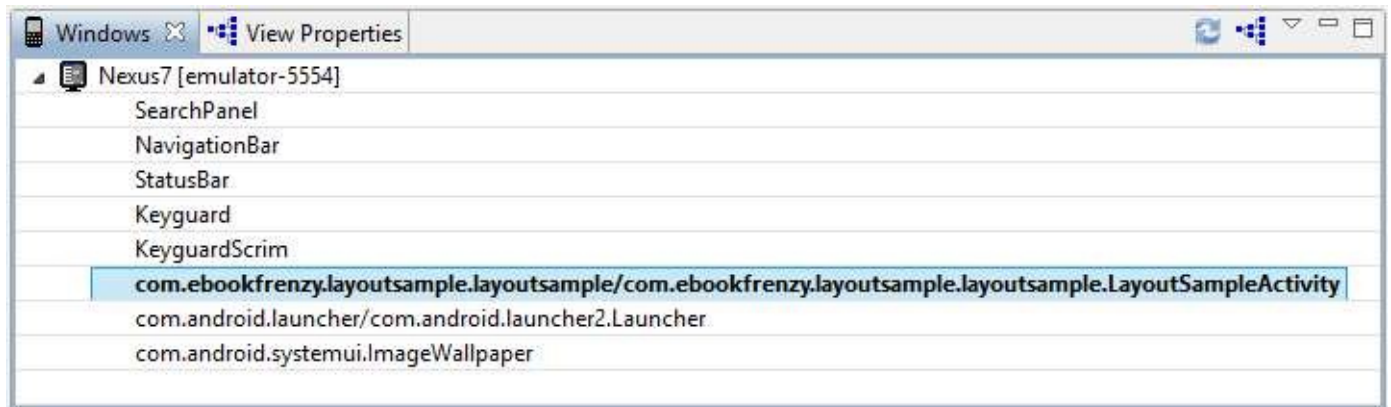 Windows View Properties
Nexus7 [emulator-5554]
SearchPanel
NavigationBar
StatusBar
Keyguard
KeyguardScrim
com.ebookfrenzy.layoutsample.layoutsample/com.ebookfrenzy.layoutsample.layoutsample.LayoutSampleActivity
com.android.launcher/com.android.launcher2.Launcher
com.android.systemui.ImageWallpaper